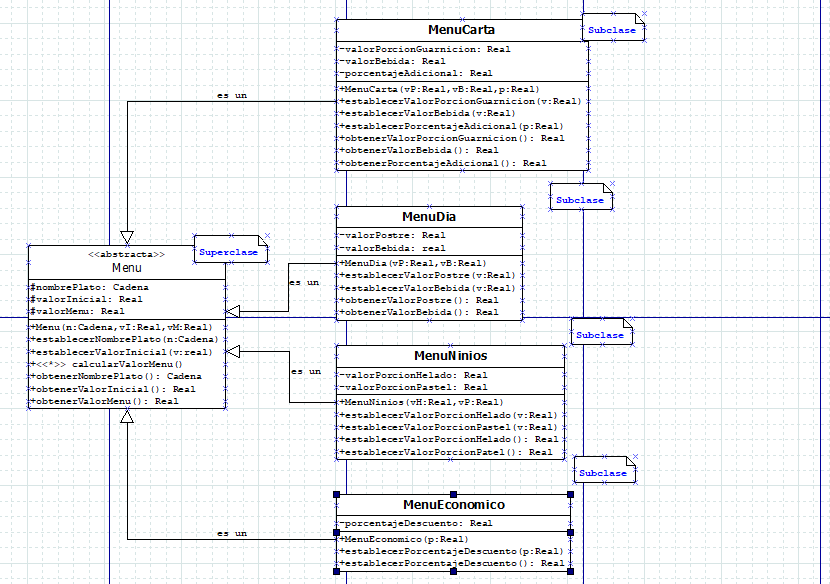 MenuCarta
-valorPorcionGuarnicion: Real
-valorBebida: Real
-porcentajeAdicional: Real
+MenuCarta(vP:Real,vB:Real,p:Real)
+establecerValorPorcionGuarnicion(v:Real)
+establecerValorBebida(v:Real)
+establecerPorcentajeAdicional(p:Real)
+obtenerValorPorcionGuarnicion(): Real
+obtenerValorBebida(): Real
+obtenerPorcentajeAdicional(): Real
Subclase
es un
Subclase
MenuDia
-valorPostre: Real
-valorBebida: real
+MenuDia(vP:Real,vB:Real)
+establecerValorPostre(v:Real)
+establecerValorBebida(v:Real)
+obtenerValorPostre(): Real
+obtenerValorBebida(): Real
es un
Superclase
<<abstracta>>
Menu
#nombrePlato: Cadena
#valorInicial: Real
#valorMenu: Real
+Menu(n:Cadena,vI:Real,vM:Real)
+establecerNombrePlato(n:Cadena)
+establecerValorInicial(v:real)
+<<*>> calcularValorMenu()
+obtenerNombrePlato(): Cadena
+obtenerValorInicial(): Real
+obtenerValorMenu(): Real
Subclase
MenuNinios
-valorPorcionHelado: Real
-valorPorcionPastel: Real
+MenuNinios(vH:Real,vP:Real)
+establecerValorPorcionHelado(v:Real)
+establecerValorPorcionPastel(v:Real)
+establecerValorPorcionHelado(): Real
+establecerValorPorcionPatel(): Real
es un
Subclase
MenuEconomico
-porcentajeDescuento: Real
+MenuEconomico(p:Real)
+establecerPorcentajeDescuento(p:Real)
+establecerPorcentajeDescuento(): Real
es un